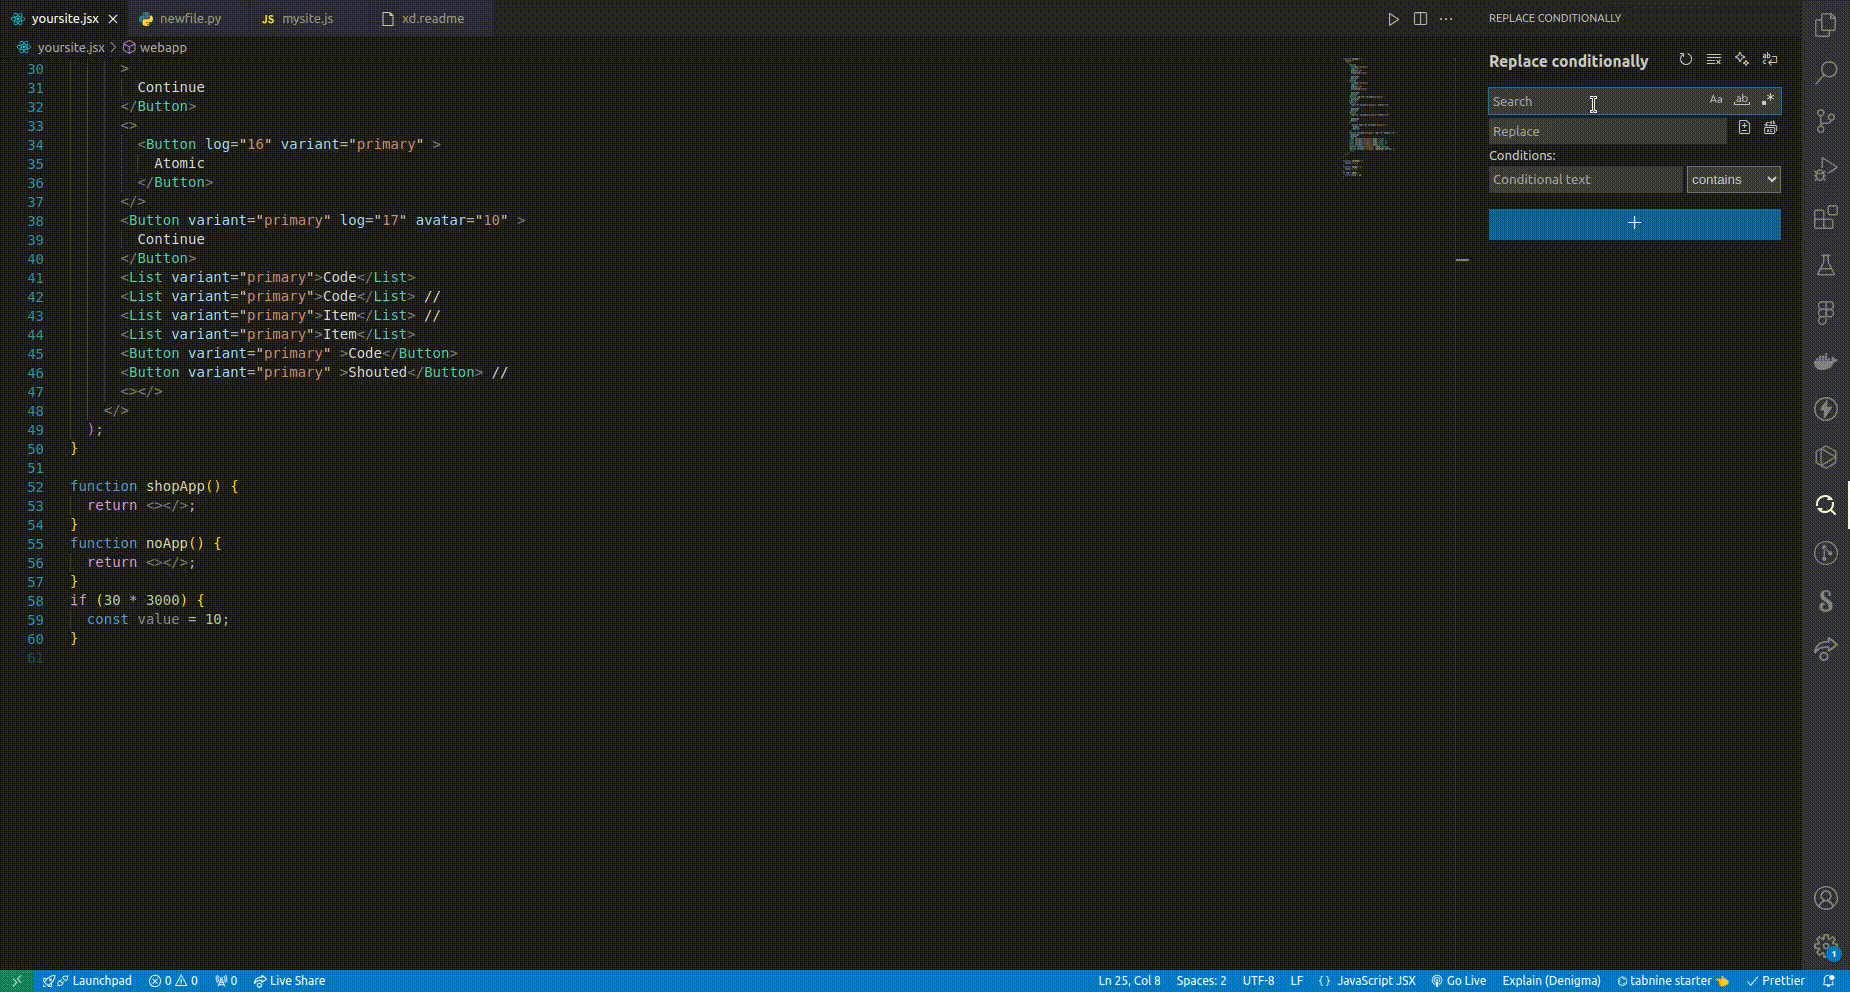 yoursite.jsx
newfile.py
JS mysite.js
xd.readme
REPLACE CONDITIONALLY
yoursite.jsx > webapp
Replace conditionally
Search
Aa ab
Replace
Conditions:
Conditional text
contains
+
30 >
31 Continue
32 </Button>
33 <>
34 <Button log="16" variant="primary" >
35 Atomic
36 </Button>
37 </>
38 <Button variant="primary" log="17" avatar="10" >
39 Continue
40 </Button>
41 <List variant="primary">Code</List>
42 <List variant="primary">Code</List> //
43 <List variant="primary">Item</List> //
44 <List variant="primary">Item</List>
45 <Button variant="primary" >Code</Button>
46 <Button variant="primary" >Shouted</Button> //
47 <></>
48 </>
49 );
50 }
51
52 function shopApp() {
53 return <></>;
54 }
55 function noApp() {
56 return <></>;
57 }
58 if (30 * 3000) {
59 const value = 10;
60 }
61
1
Launchpad 0 0 0 Live Share Ln 25, Col 8 Spaces: 2 UTF-8 LF {} JavaScript JSX Go Live Explain (Denigma) tabnine starter Prettier